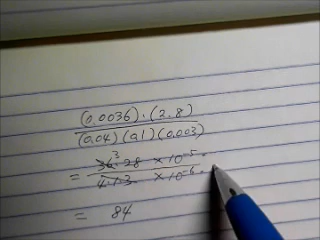 (0.0036) · (2.8)
(0.04) (0.1) (0.003)
36³ · 28 × 10⁻⁵
= 4 · 1 · 3 × 10⁻⁶
= 84